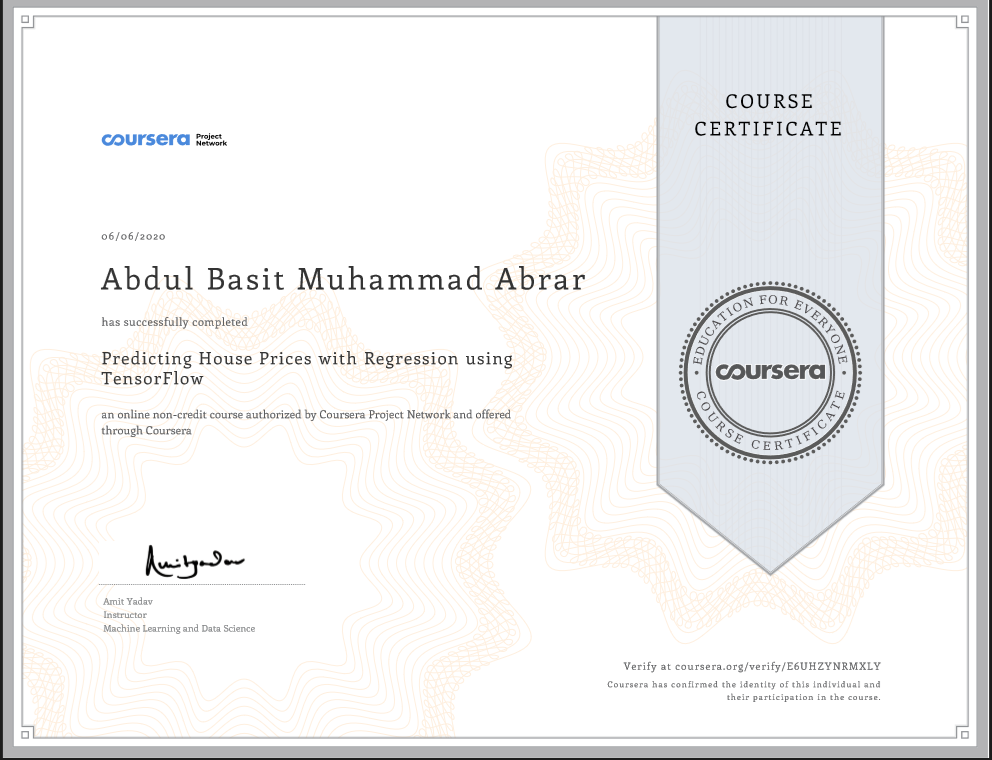 COURSE
CERTIFICATE
coursera Project
Network
06/06/2020
Abdul Basit Muhammad Abrar
has successfully completed
Predicting House Prices with Regression using
TensorFlow
an online non-credit course authorized by Coursera Project Network and offered
through Coursera
EDUCATION FOR EVERYONE
coursera
COURSE CERTIFICATE
Amit Yadav
Amit Yadav
Instructor
Machine Learning and Data Science
Verify at coursera.org/verify/E6UHZYNRMXLY
Coursera has confirmed the identity of this individual and
their participation in the course.